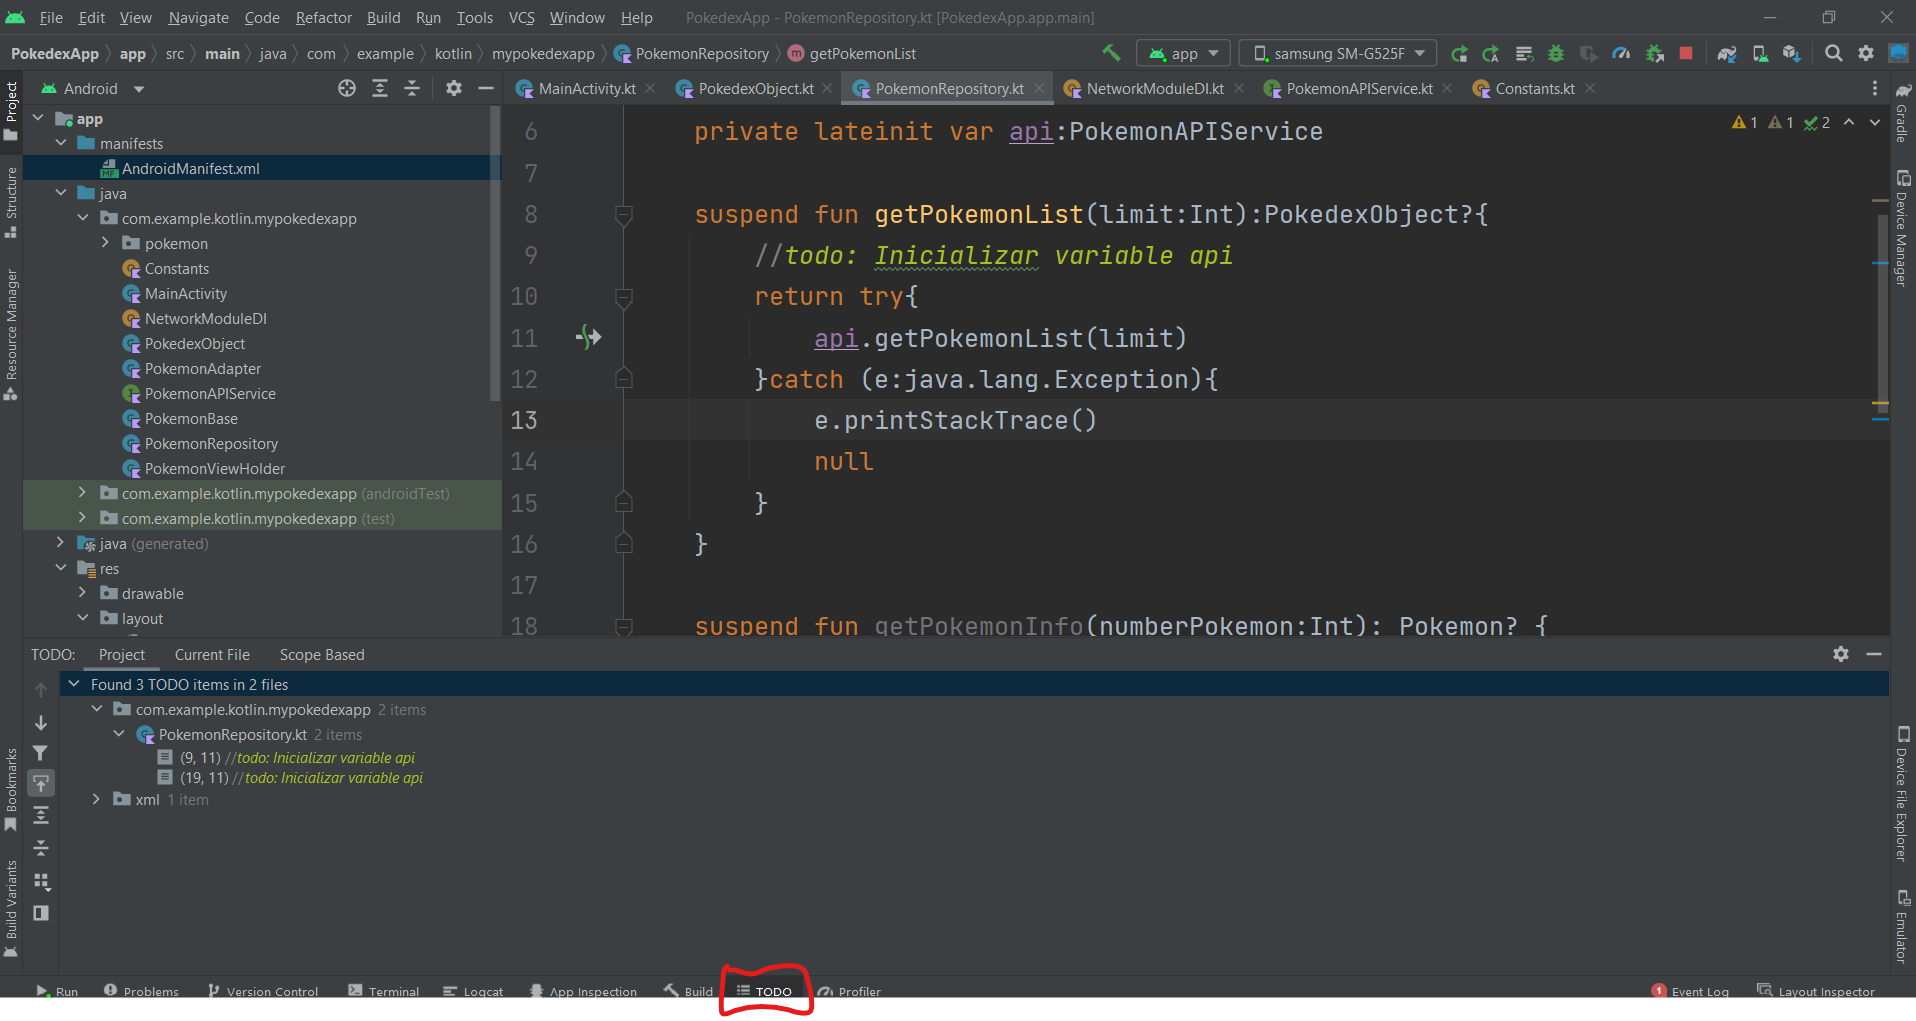 File Edit View Navigate Code Refactor Build Run Tools VCS Window Help PokedexApp - PokemonRepository.kt [PokedexApp.app.main]
PokedexApp app src main java com example kotlin mypokedexapp PokemonRepository getPokemonList app samsung SM-G525F
Project
Structure
Resource Manager
Bookmarks
Build Variants
Android
app
manifests
AndroidManifest.xml
java
com.example.kotlin.mypokedexapp
pokemon
Constants
MainActivity
NetworkModuleDI
PokedexObject
PokemonAdapter
PokemonAPIService
PokemonBase
PokemonRepository
PokemonViewHolder
com.example.kotlin.mypokedexapp (androidTest)
com.example.kotlin.mypokedexapp (test)
java (generated)
res
drawable
layout
MainActivity.kt PokedexObject.kt PokemonRepository.kt NetworkModuleDI.kt PokemonAPIService.kt Constants.kt
1 1 2
6 private lateinit var api:PokemonAPIService
7
8 suspend fun getPokemonList(limit:Int):PokedexObject?{
9 //todo: Inicializar variable api
10 return try{
11 api.getPokemonList(limit)
12 }catch (e:java.lang.Exception){
13 e.printStackTrace()
14 null
15 }
16 }
17
18 suspend fun getPokemonInfo(numberPokemon:Int): Pokemon? {
Gradle
Device Manager
Device File Explorer
Emulator
TODO: Project Current File Scope Based
Found 3 TODO items in 2 files
com.example.kotlin.mypokedexapp 2 items
PokemonRepository.kt 2 items
(9, 11) //todo: Inicializar variable api
(19, 11) //todo: Inicializar variable api
xml 1 item
Run Problems Version Control Terminal Logcat App Inspection Build TODO Profiler 1 Event Log Layout Inspector